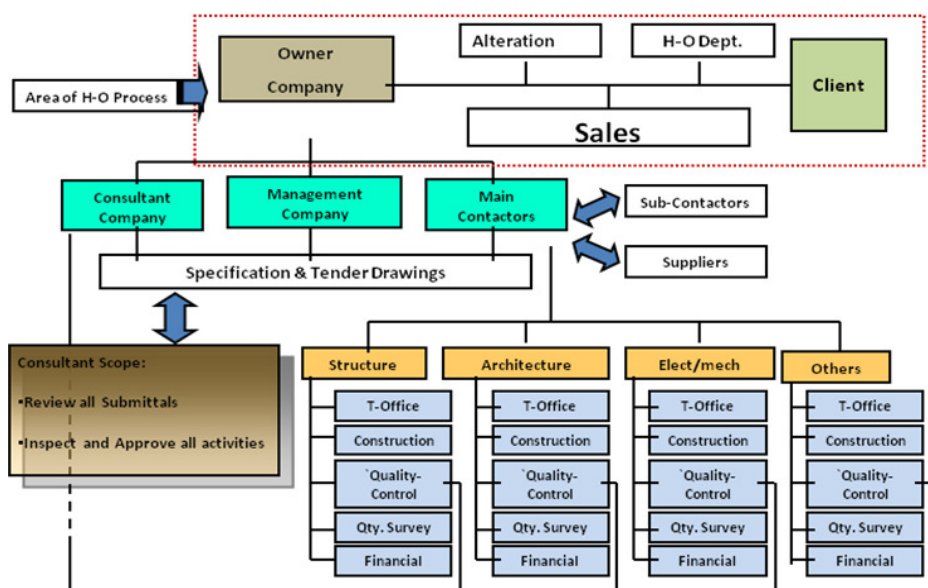 Owner
Company
Alteration
H-O Dept.
Client
Area of H-O Process
Sales
Consultant
Company
Management
Company
Main
Contactors
Sub-Contactors
Suppliers
Specification & Tender Drawings
Consultant Scope:
•Review all Submittals
•Inspect and Approve all activities
Structure
T-Office
Construction
`Quality-
Control
Qty. Survey
Financial
Architecture
T-Office
Construction
`Quality-
Control
Qty. Survey
Financial
Elect/mech
T-Office
Construction
`Quality-
Control
Qty. Survey
Financial
Others
T-Office
Construction
`Quality-
Control
Qty. Survey
Financial